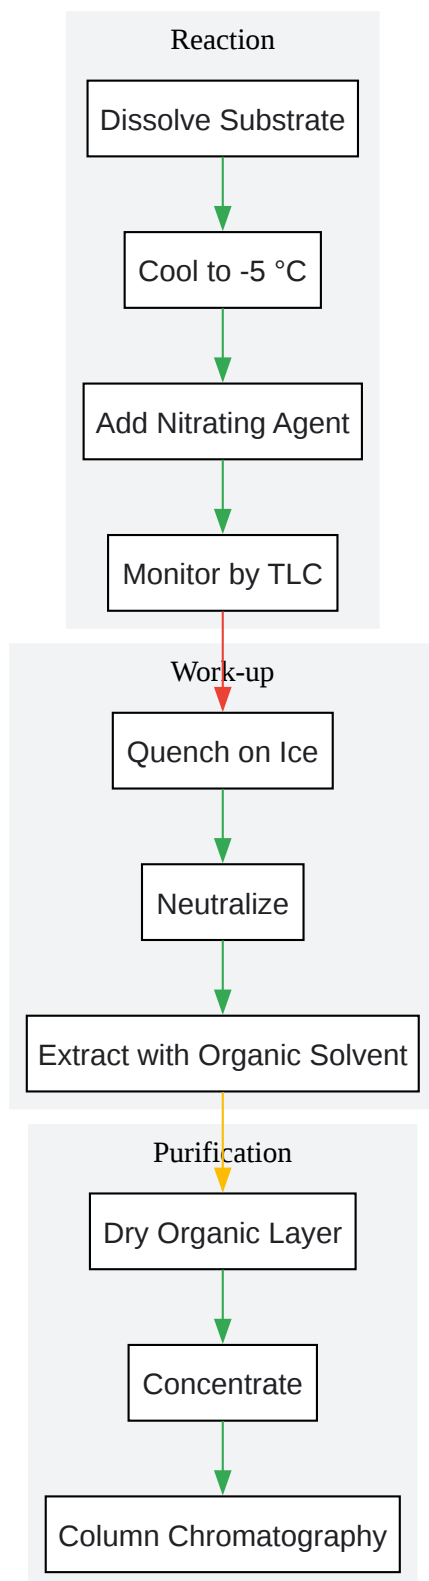 Reaction
Dissolve Substrate
Cool to -5 °C
Add Nitrating Agent
Monitor by TLC
Work-up
Quench on Ice
Neutralize
Extract with Organic Solvent
Purification
Dry Organic Layer
Concentrate
Column Chromatography